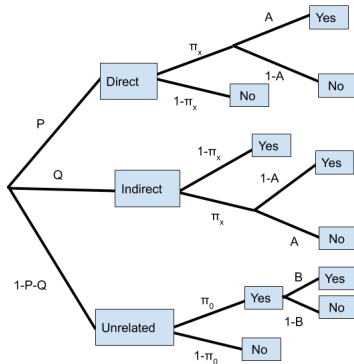 A
Yes
π_x
Direct
1-A
No
1-π_x
No
P
1-π_x
Yes
Q
Indirect
1-A
Yes
π_x
A
No
1-P-Q
Unrelated
π_0
Yes
B
Yes
No
1-B
1-π_0
No